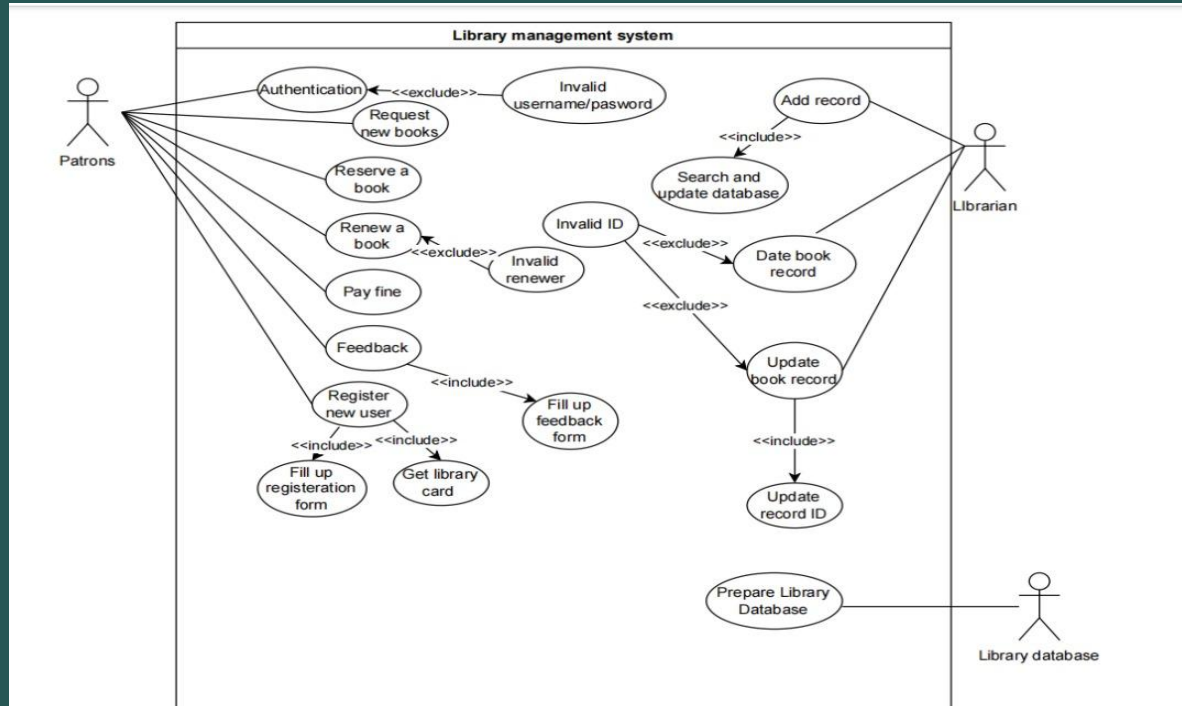 Library management system
Authentication
<<exclude>>
Invalid
username/pasword
Add record
Request
new books
<<include>>
Patrons
Reserve a
book
Search and
update database
LIbrarian
Renew a
book
<<exclude>>
Invalid
renewer
Invalid ID
<<exclude>>
Date book
record
Pay fine
<<exclude>>
Feedback
<<include>>
Update
book record
Register
new user
Fill up
feedback
form
<<include>>
<<include>>
<<include>>
Fill up
registeration
form
Get library
card
Update
record ID
Prepare Library
Database
Library database